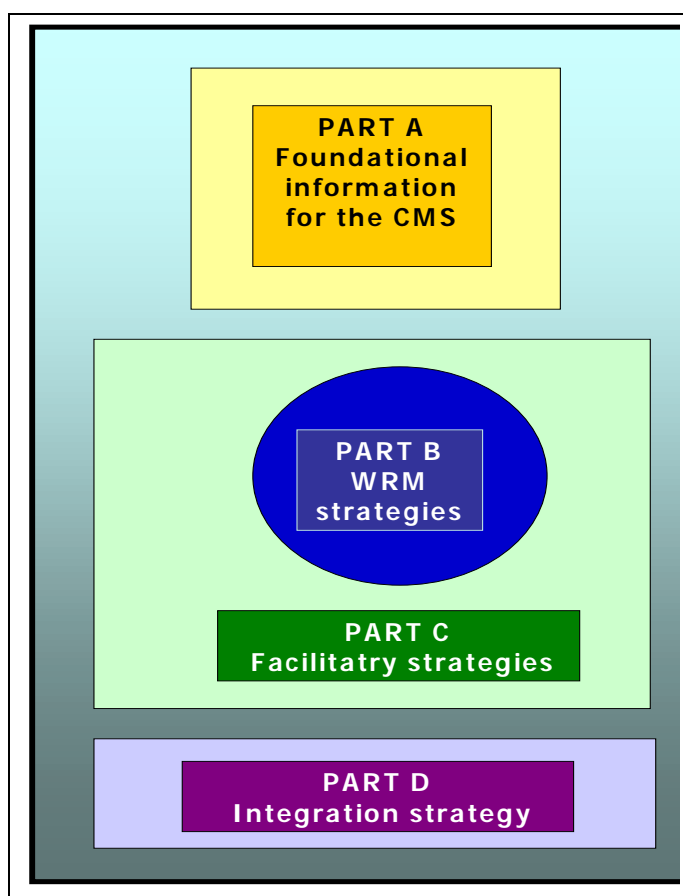 PART A
Foundational
information
for the CMS
PART B
WRM
strategies
PART C
Facilitatry strategies
PART D
Integration strategy